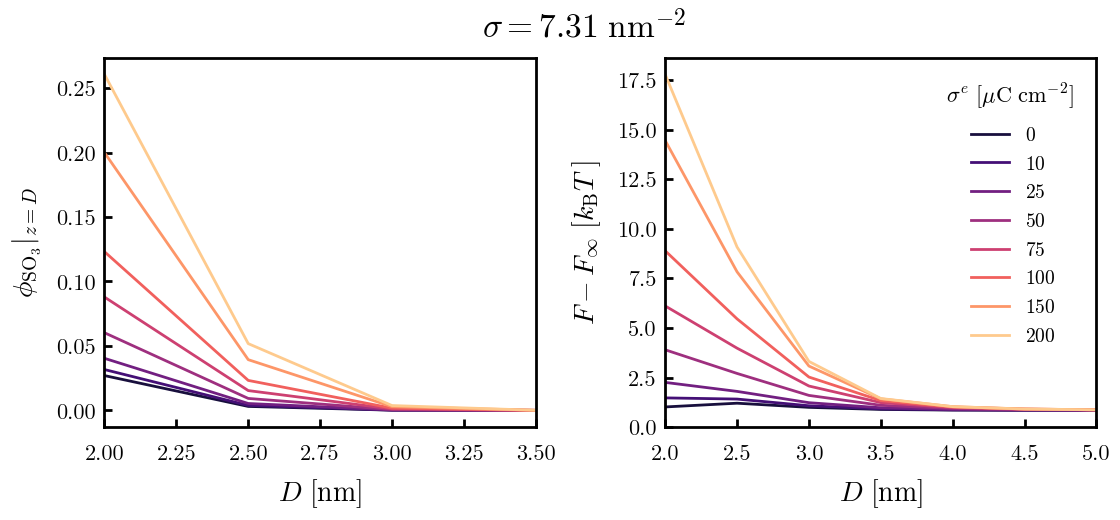 σ = 7.31 nm⁻²
ϕ_SO₃|_z=D
0.25
0.20
0.15
0.10
0.05
0.00
2.00 2.25 2.50 2.75 3.00 3.25 3.50
D [nm]
F − F∞ [k_BT]
17.5
15.0
12.5
10.0
7.5
5.0
2.5
0.0
2.0 2.5 3.0 3.5 4.0 4.5 5.0
D [nm]
σᵉ [μC cm⁻²]
0
10
25
50
75
100
150
200